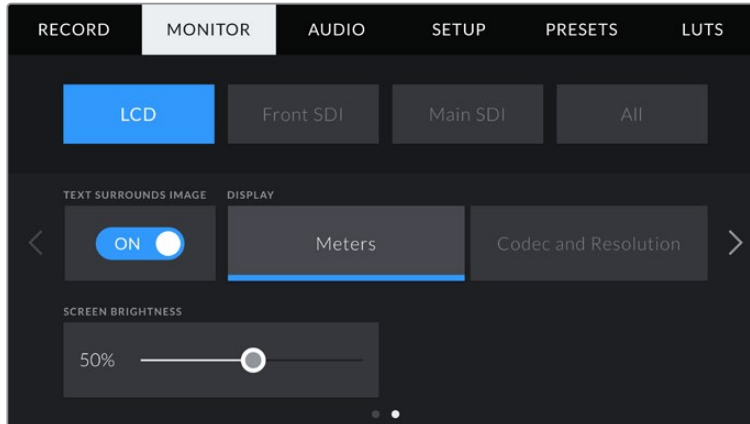 RECORD MONITOR AUDIO SETUP PRESETS LUTS
LCD Front SDI Main SDI All
TEXT SURROUNDS IMAGE DISPLAY
ON Meters Codec and Resolution
SCREEN BRIGHTNESS
50%